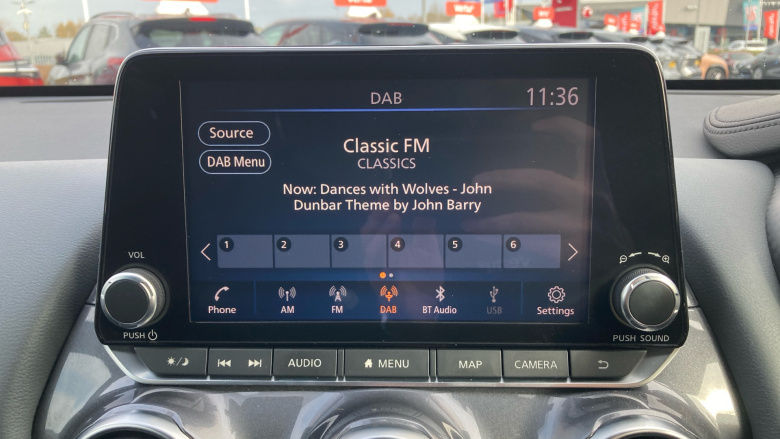 DAB
11:36
Source
DAB Menu
Classic FM
CLASSICS
Now: Dances with Wolves - John
Dunbar Theme by John Barry
1 2 3 4 5 6
Phone AM FM DAB BT Audio USB Settings
VOL
PUSH
PUSH SOUND
AUDIO MENU MAP CAMERA